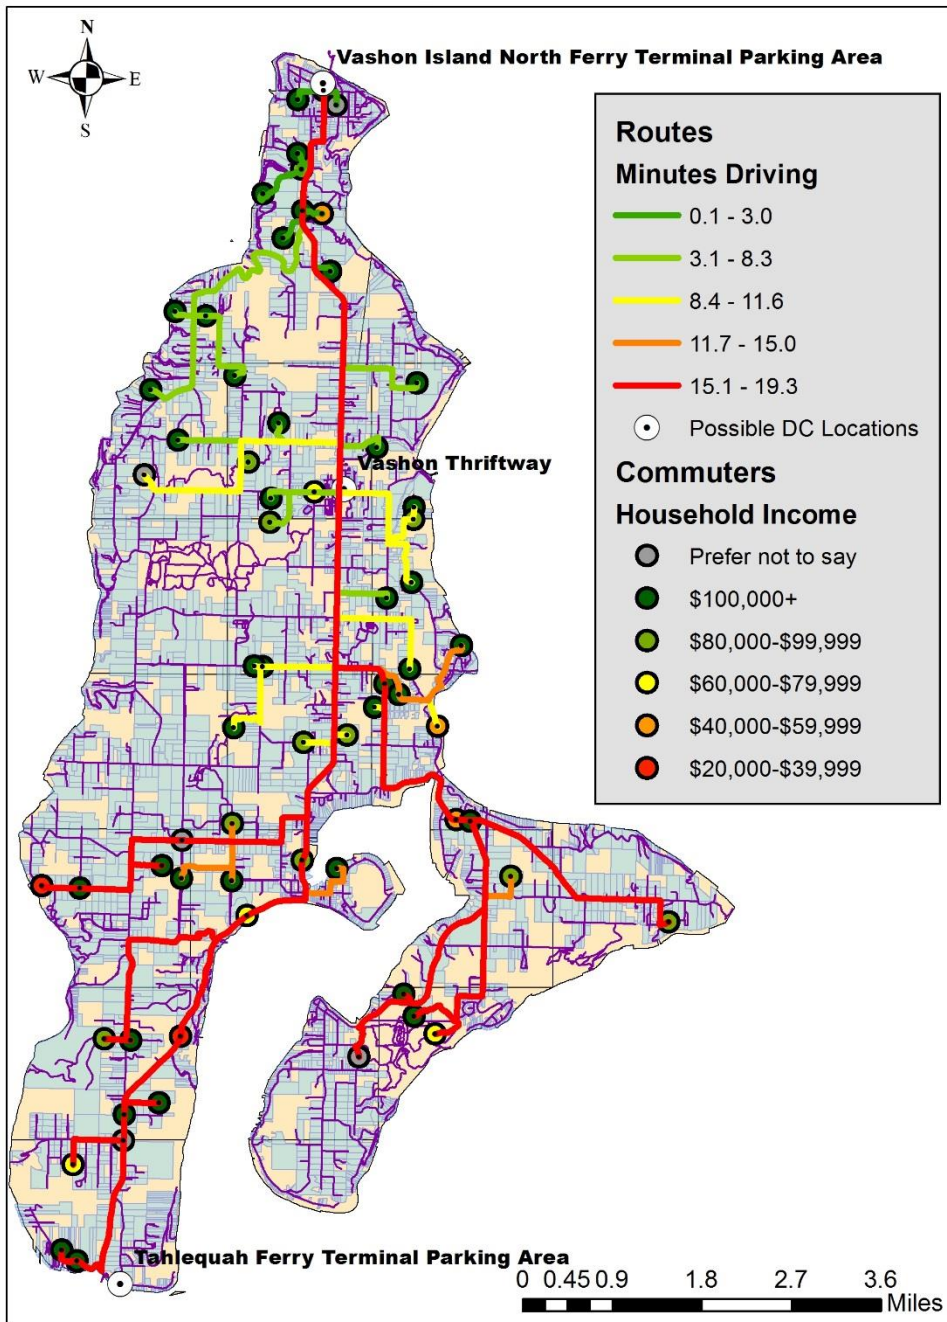 N
W E
S
Vashon Island North Ferry Terminal Parking Area
Routes
Minutes Driving
0.1 - 3.0
3.1 - 8.3
8.4 - 11.6
11.7 - 15.0
15.1 - 19.3
Possible DC Locations
Commuters
Household Income
Prefer not to say
$100,000+
$80,000-$99,999
$60,000-$79,999
$40,000-$59,999
$20,000-$39,999
Vashon Thriftway
Tahlequah Ferry Terminal Parking Area
0 0.45 0.9 1.8 2.7 3.6
Miles